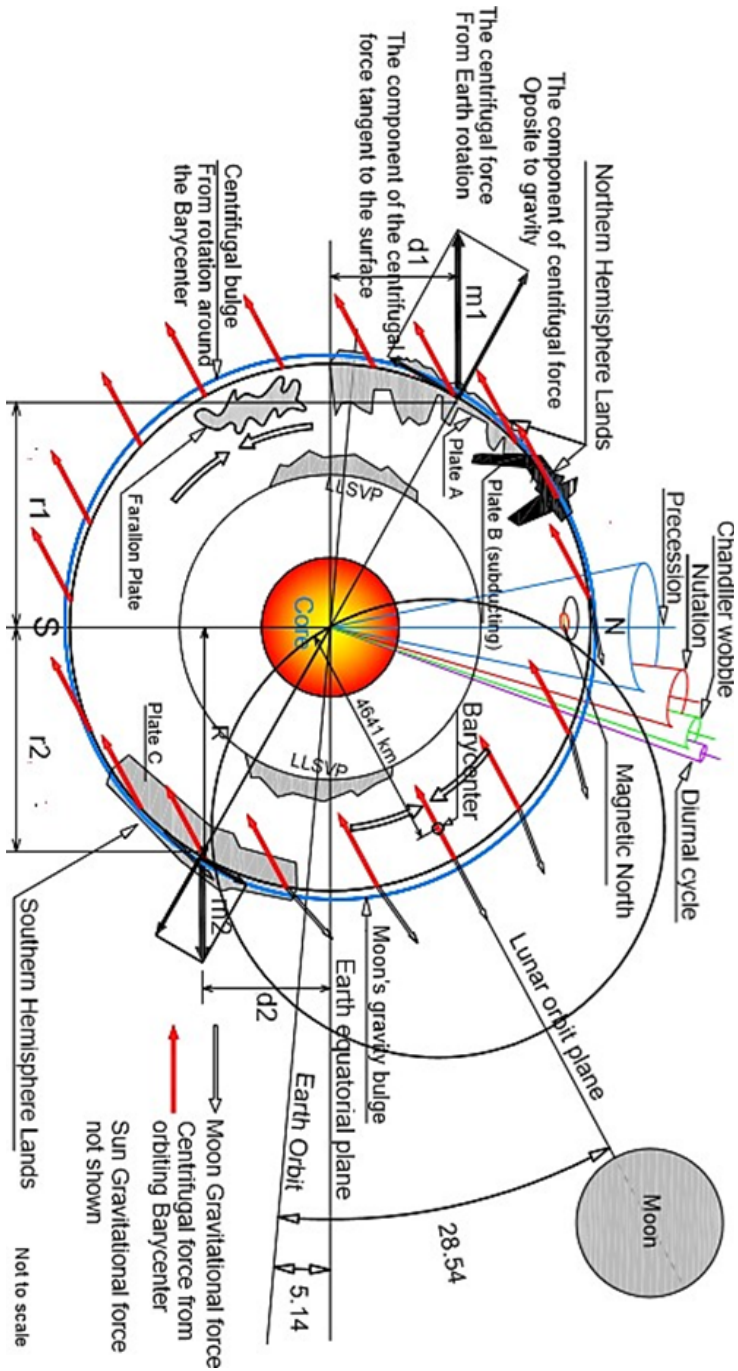 The centrifugal force
From Earth rotation
The component of the centrifugal
force tangent to the surface
The component of centrifugal force
Oposite to gravity
Northern Hemisphere Lands
Centrifugal bulge
From rotation around
the Barycenter
d1
m1
Plate A
Plate B (subducting)
Farallon Plate
LLSVP
Core
r1
S
r2
N
Precession
Nutation
Chandller wobble
Diurnal cycle
Magnetic North
Barycenter
4641 km
R
LLSVP
Plate C
m2
d2
Southern Hemisphere Lands
Moon's gravity bulge
Earth equatorial plane
Earth Orbit
Lunar orbit plane
Moon
28.54
5.14
Moon Gravitational force
Centrifugal force from
orbiting Barycenter
Sun Gravitational force
not shown
Not to scale